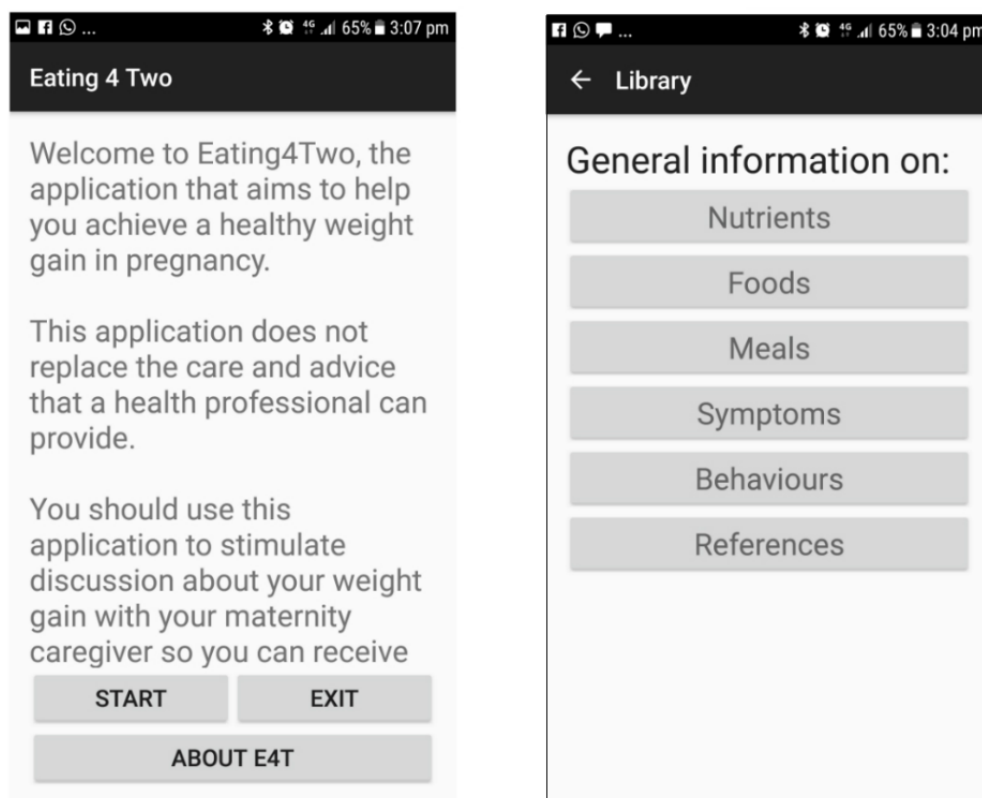 ... 4G 65% 3:07 pm
Eating 4 Two
Welcome to Eating4Two, the
application that aims to help
you achieve a healthy weight
gain in pregnancy.
This application does not
replace the care and advice
that a health professional can
provide.
You should use this
application to stimulate
discussion about your weight
gain with your maternity
caregiver so you can receive
START EXIT
ABOUT E4T
... 4G 65% 3:04 pm
← Library
General information on:
Nutrients
Foods
Meals
Symptoms
Behaviours
References